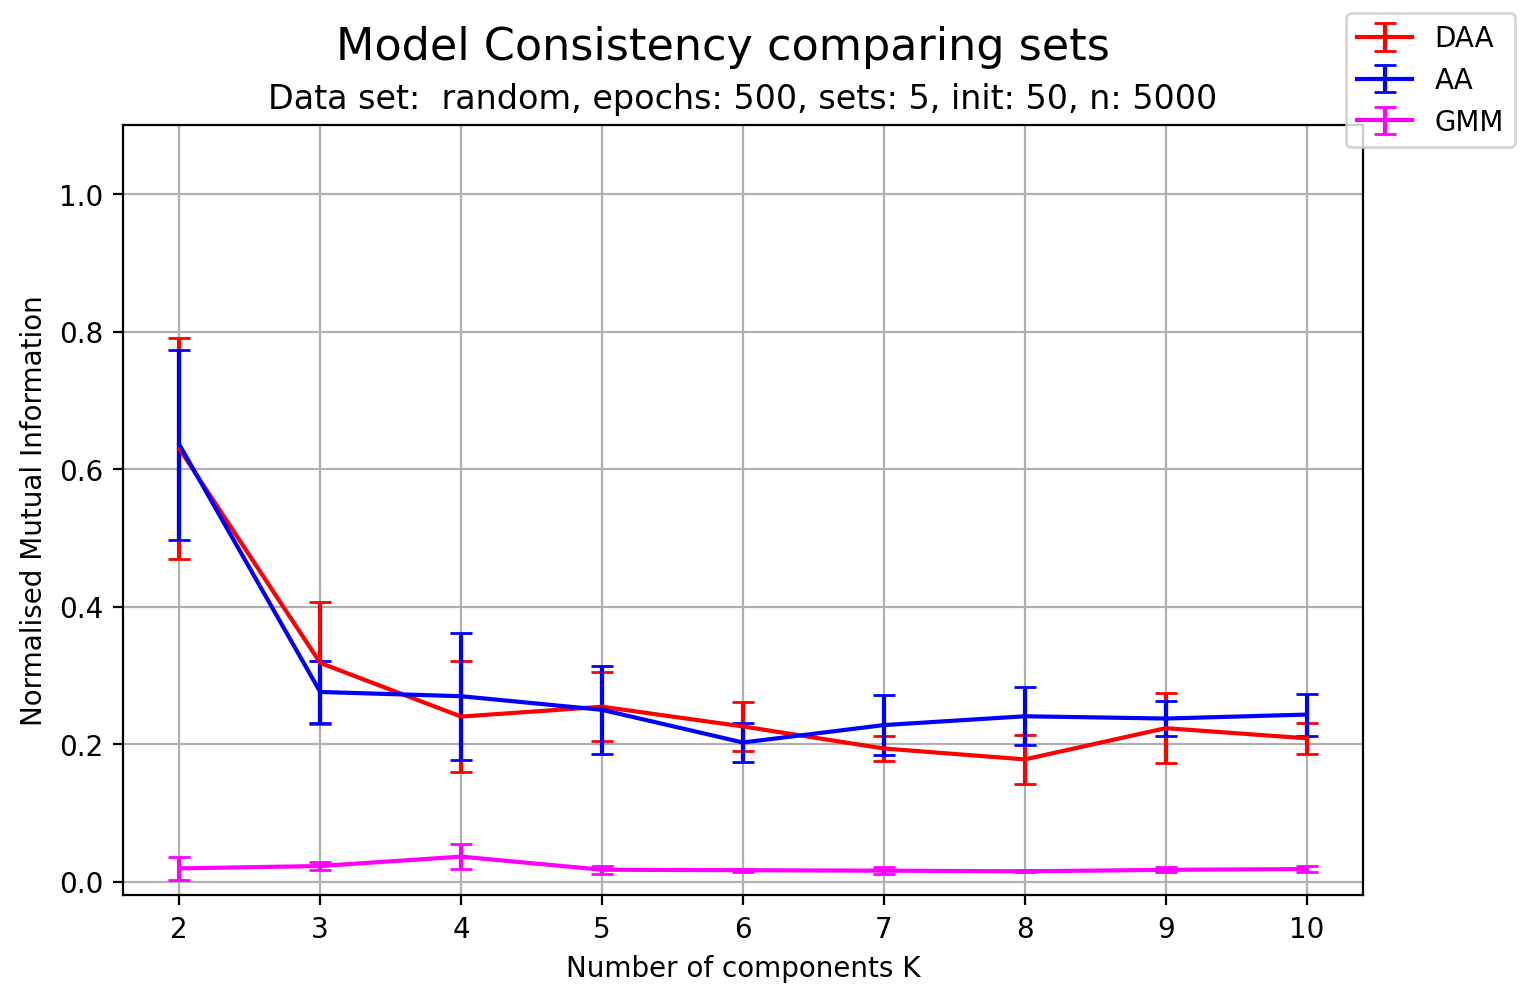 Model Consistency comparing sets
Data set:  random, epochs: 500, sets: 5, init: 50, n: 5000
DAA
AA
GMM
Normalised Mutual Information
1.0
0.8
0.6
0.4
0.2
0.0
2 3 4 5 6 7 8 9 10
Number of components K